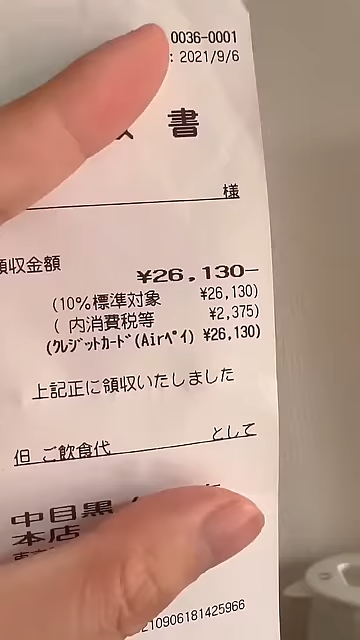 0036-0001
: 2021/9/6
書
様
領収金額
¥26,130−
(10%標準対象 ¥26,130)
( 内消費税等 ¥2,375)
(クレジットカード(Airペイ) ¥26,130)
上記正に領収いたしました
但 ご飲食代 として
中目黒
本店
210906181425966